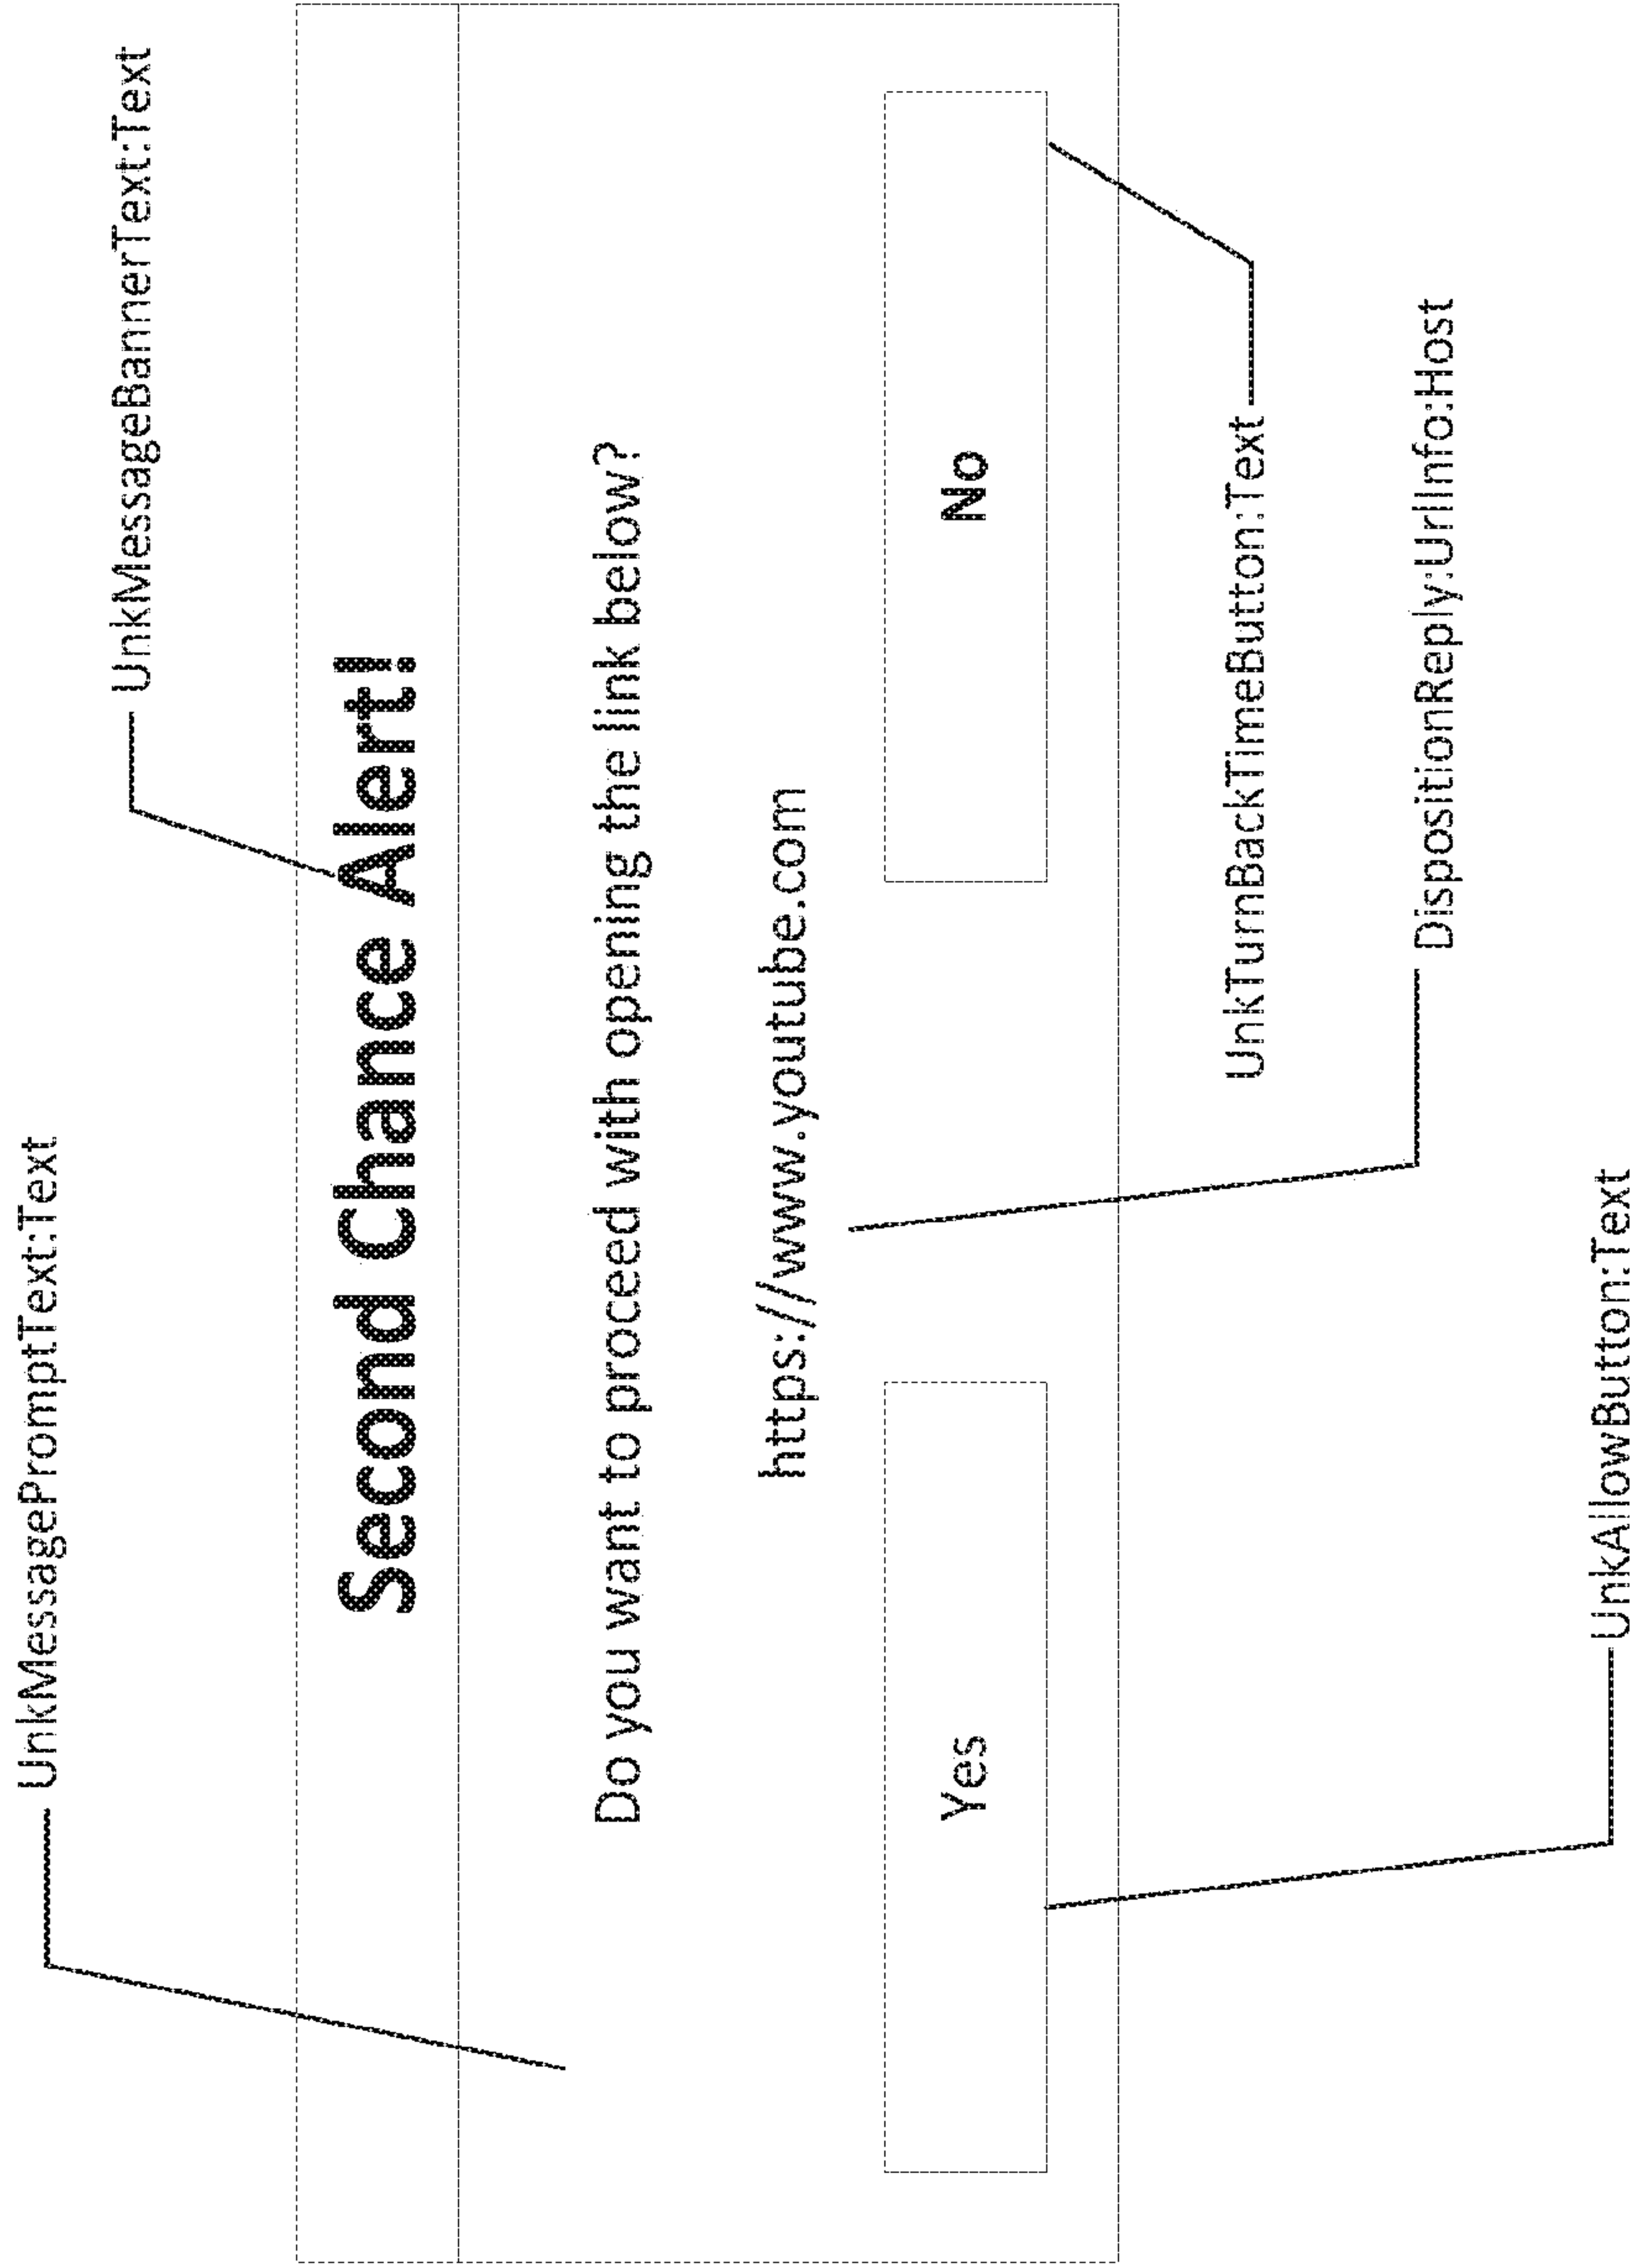 UnkMessagePromptText:Text
UnkMessageBannerText:Text
Second Chance Alert!
Do you want to proceed with opening the link below?
https://www.youtube.com
Yes
No
UnkTurnBackTimeButton:Text
DispositionReply:UrlInfo:Host
UnkAllowButton:Text